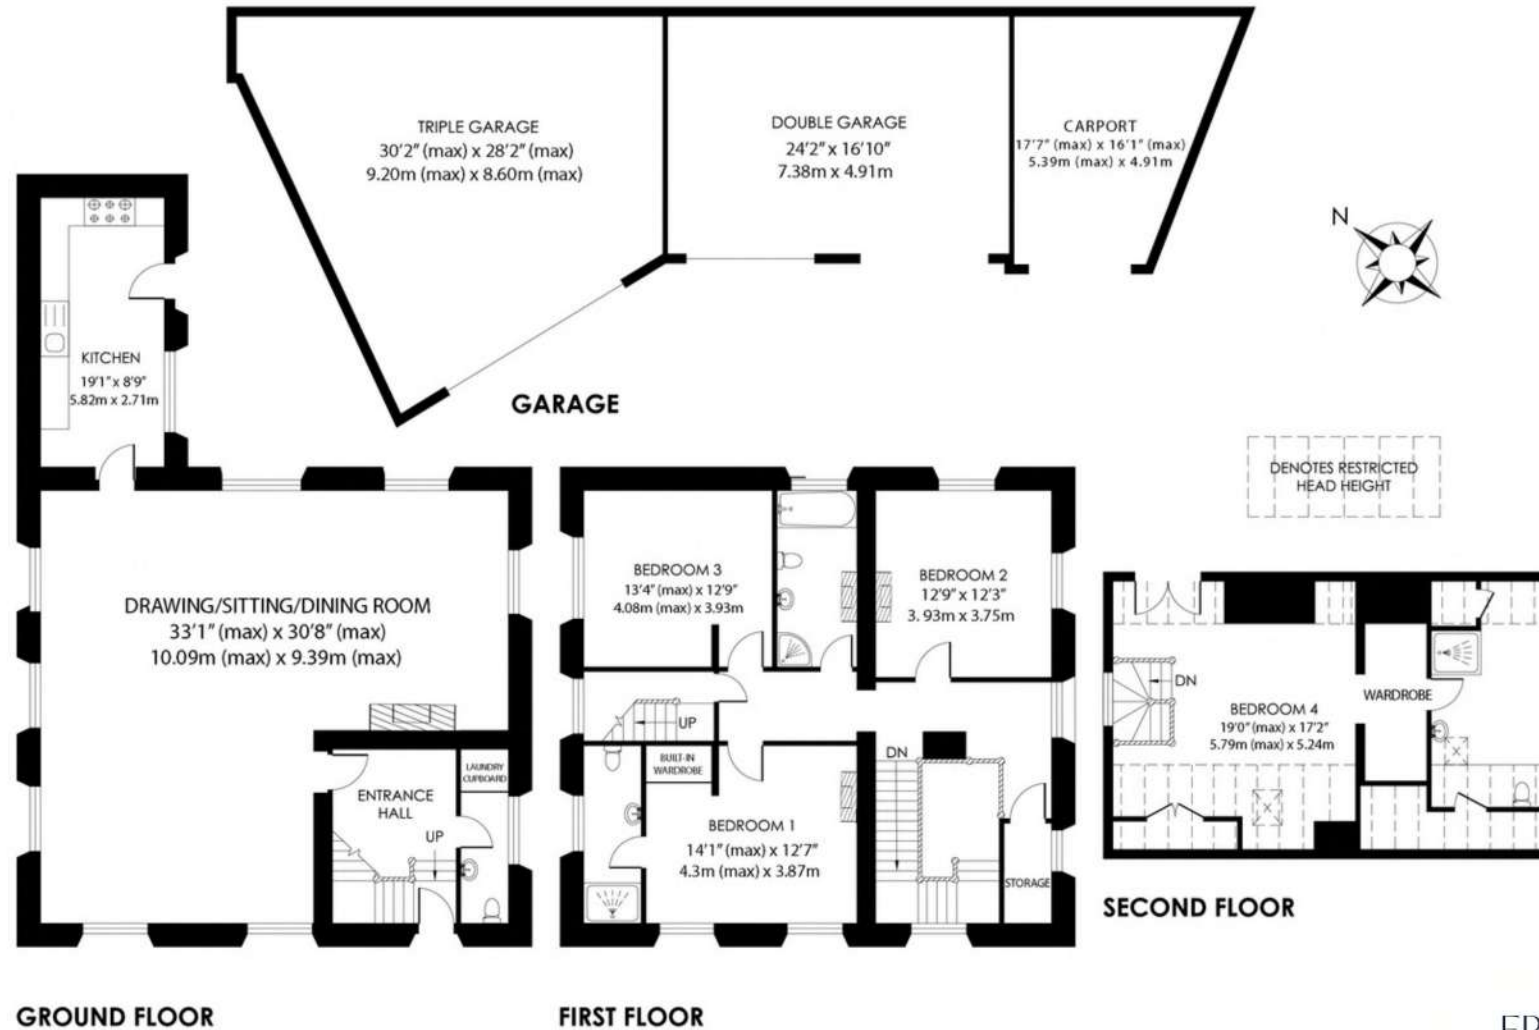 TRIPLE GARAGE
30'2" (max) x 28'2" (max)
9.20m (max) x 8.60m (max)
DOUBLE GARAGE
24'2" x 16'10"
7.38m x 4.91m
CARPORT
17'7" (max) x 16'1" (max)
5.39m (max) x 4.91m
N
KITCHEN
19'1" x 8'9"
5.82m x 2.71m
GARAGE
DENOTES RESTRICTED
HEAD HEIGHT
DRAWING/SITTING/DINING ROOM
33'1" (max) x 30'8" (max)
10.09m (max) x 9.39m (max)
ENTRANCE
HALL
UP
LAUNDRY
CUPBOARD
BEDROOM 3
13'4" (max) x 12'9"
4.08m (max) x 3.93m
BEDROOM 2
12'9" x 12'3"
3. 93m x 3.75m
UP
BUILT-IN
WARDROBE
DN
BEDROOM 1
14'1" (max) x 12'7"
4.3m (max) x 3.87m
STORAGE
DN
WARDROBE
BEDROOM 4
19'0" (max) x 17'2"
5.79m (max) x 5.24m
SECOND FLOOR
GROUND FLOOR
FIRST FLOOR